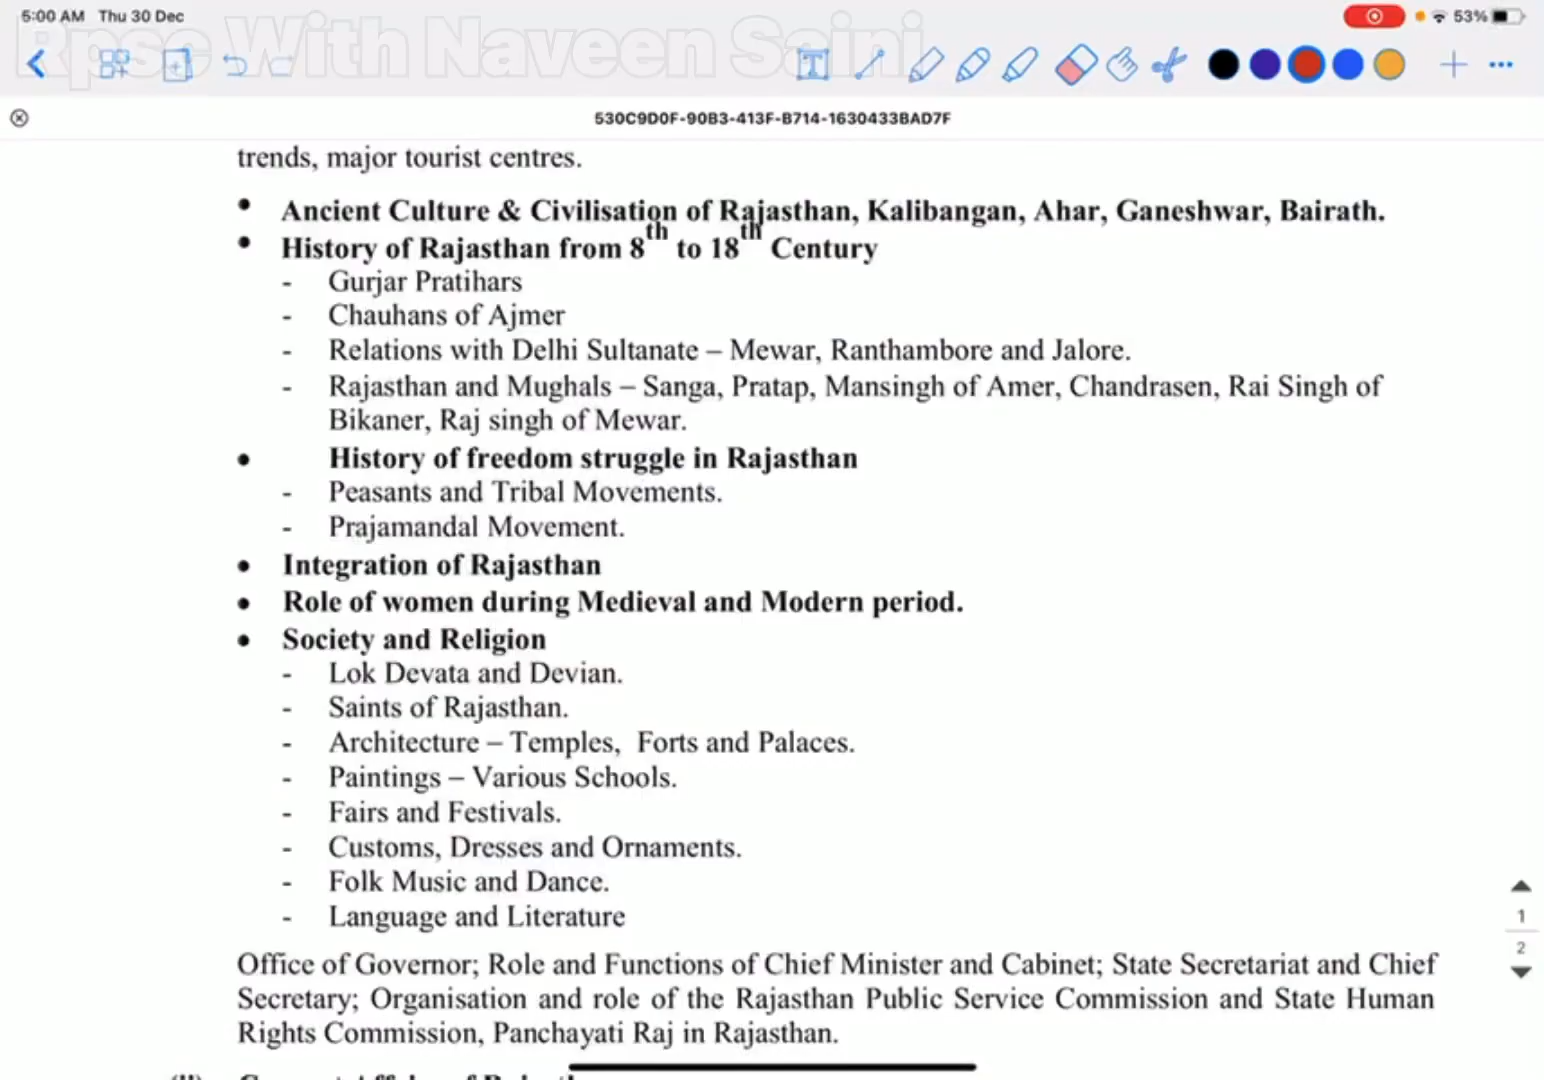 5:00 AM Thu 30 Dec
53%
Rpsc With Naveen Saini
530C9D0F-90B3-413F-B714-1630433BAD7F
trends, major tourist centres.
• Ancient Culture & Civilisation of Rajasthan, Kalibangan, Ahar, Ganeshwar, Bairath.
• History of Rajasthan from 8th to 18th Century
- Gurjar Pratihars
- Chauhans of Ajmer
- Relations with Delhi Sultanate – Mewar, Ranthambore and Jalore.
- Rajasthan and Mughals – Sanga, Pratap, Mansingh of Amer, Chandrasen, Rai Singh of
Bikaner, Raj singh of Mewar.
• History of freedom struggle in Rajasthan
- Peasants and Tribal Movements.
- Prajamandal Movement.
• Integration of Rajasthan
• Role of women during Medieval and Modern period.
• Society and Religion
- Lok Devata and Devian.
- Saints of Rajasthan.
- Architecture – Temples, Forts and Palaces.
- Paintings – Various Schools.
- Fairs and Festivals.
- Customs, Dresses and Ornaments.
- Folk Music and Dance.
- Language and Literature
1
2
Office of Governor; Role and Functions of Chief Minister and Cabinet; State Secretariat and Chief
Secretary; Organisation and role of the Rajasthan Public Service Commission and State Human
Rights Commission, Panchayati Raj in Rajasthan.